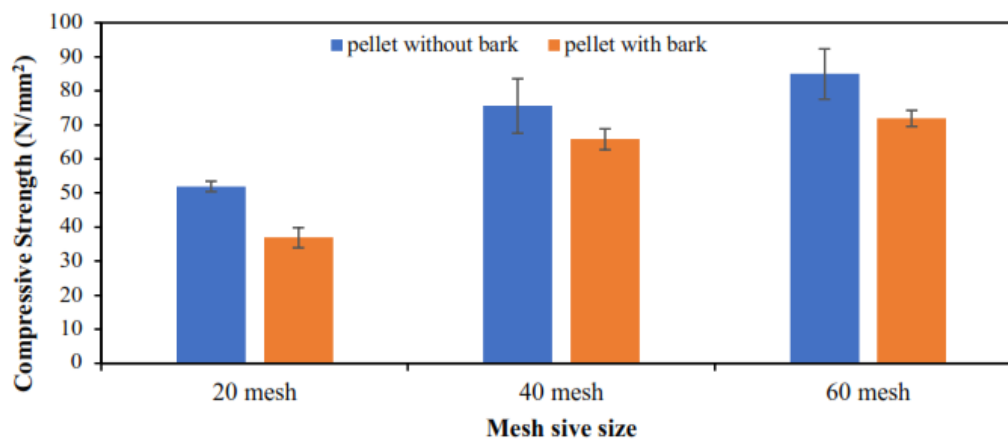 Compressive Strength (N/mm²)
100
90
80
70
60
50
40
30
20
10
0
pellet without bark pellet with bark
20 mesh 40 mesh 60 mesh
Mesh sive size